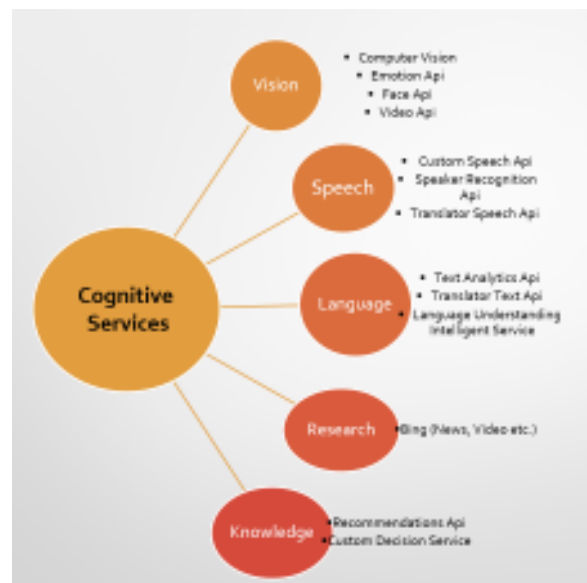 Vision
• Computer Vision
• Emotion Api
• Face Api
• Video Api
Speech
• Custom Speech Api
• Speaker Recognition
Api
• Translator Speech Api
Cognitive
Services
Language
• Text Analytics Api
• Translator Text Api
• Language Understanding
Intelligent Service
Research
•Bing (News, Video etc.)
Knowledge
•Recommendations Api
•Custom Decision Service